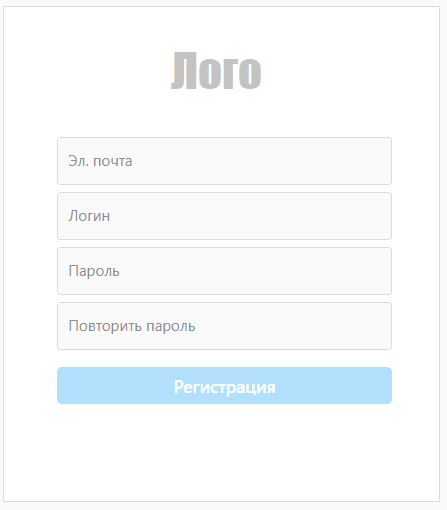 Лого
Эл. почта
Логин
Пароль
Повторить пароль
Регистрация